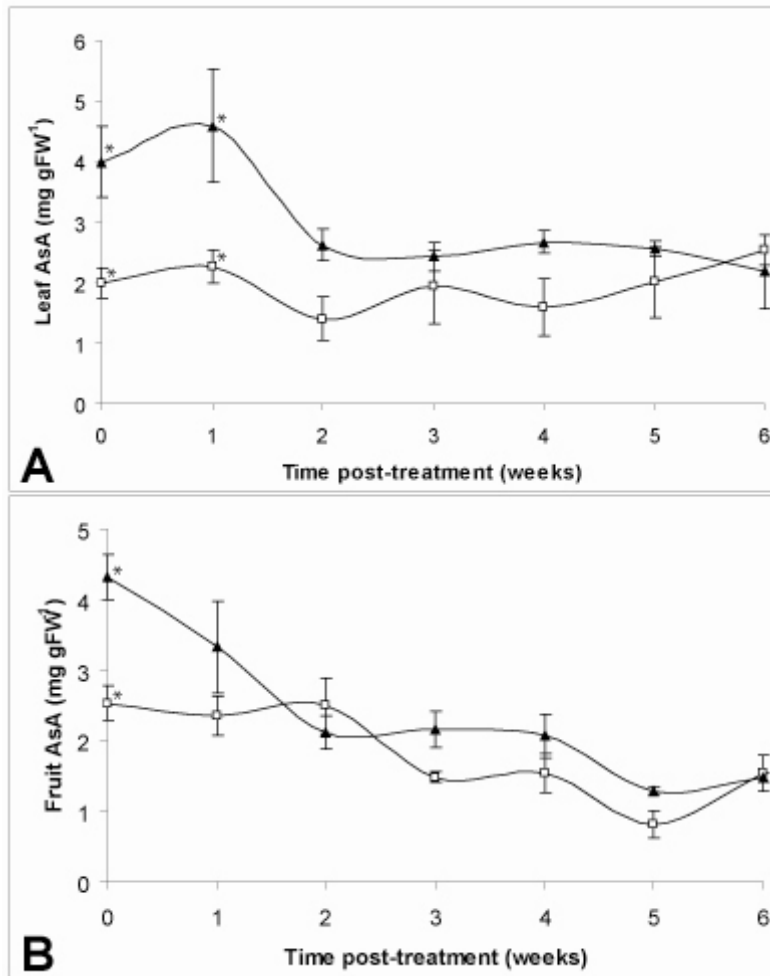 6
5
4
3
2
1
0
Leaf AsA (mg gFW⁻¹)
*
*
*
*
0 1 2 3 4 5 6
Time post-treatment (weeks)
A
5
4
3
2
1
0
Fruit AsA (mg gFW⁻¹)
*
*
0 1 2 3 4 5 6
Time post-treatment (weeks)
B